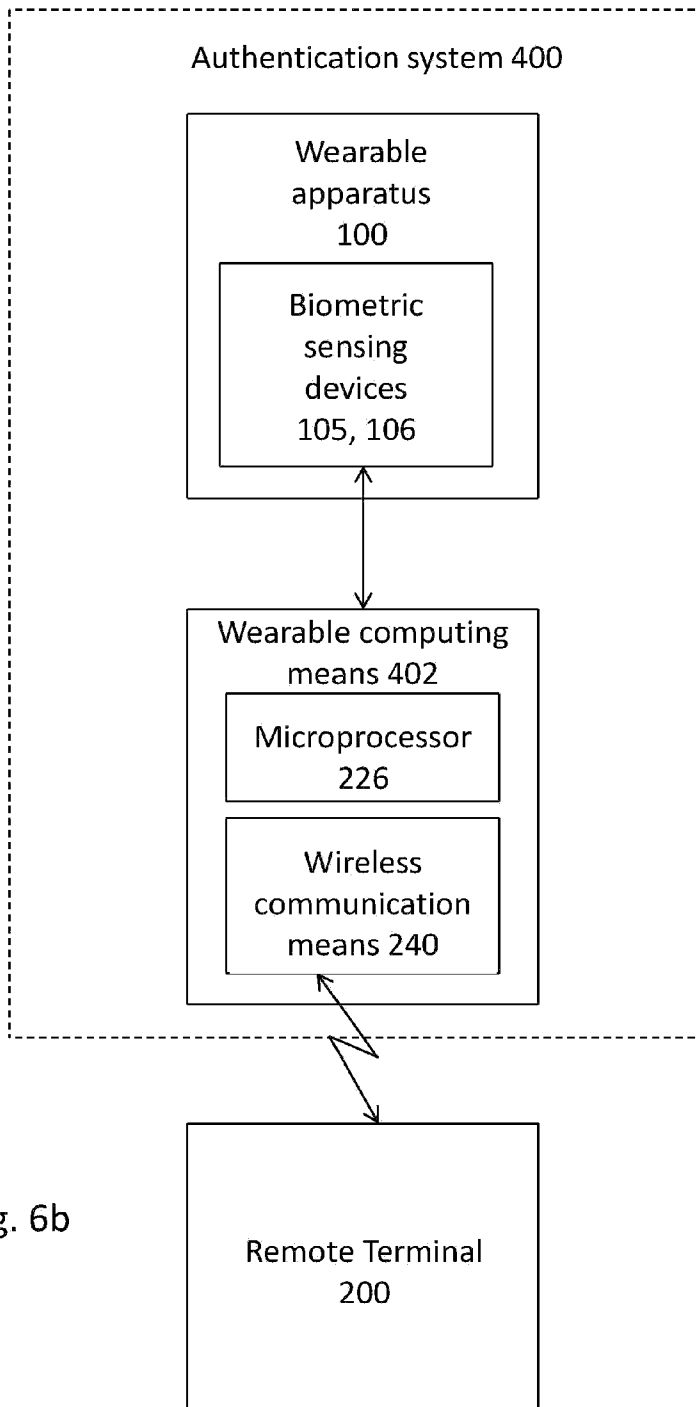 Authentication system 400
Wearable
apparatus
100
Biometric
sensing
devices
105, 106
Wearable computing
means 402
Microprocessor
226
Wireless
communication
means 240
g. 6b
Remote Terminal
200